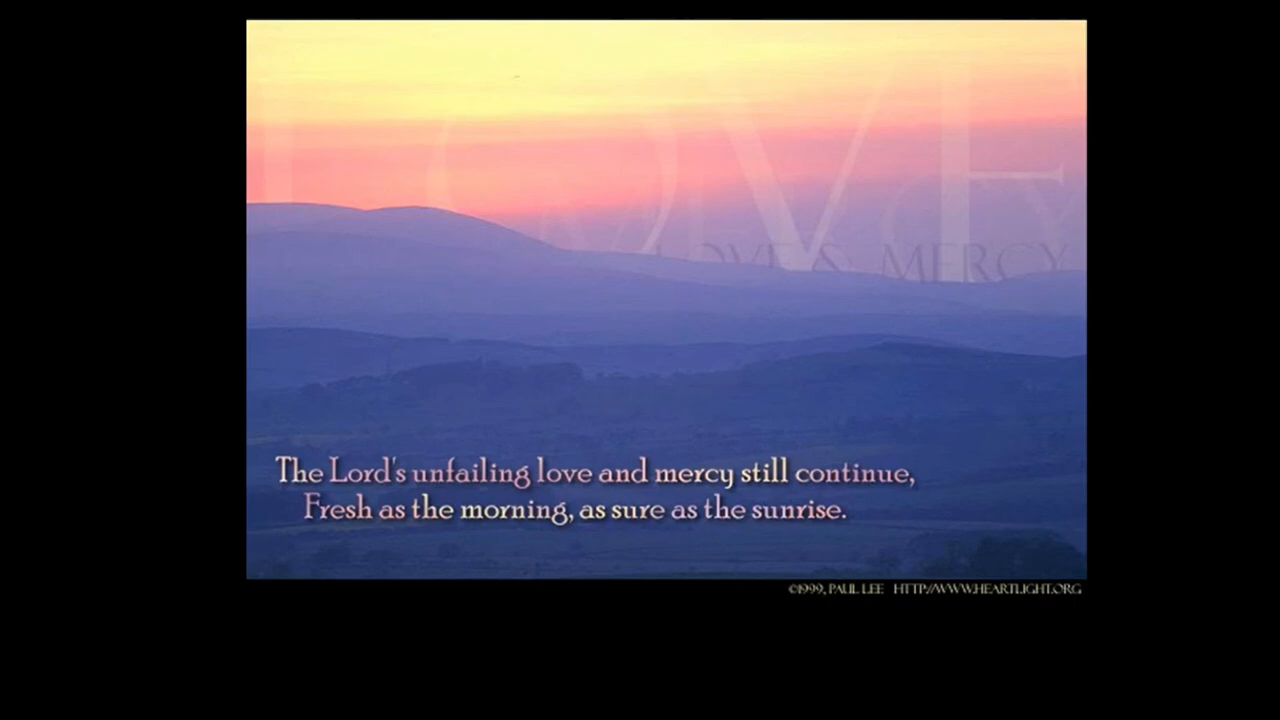 LOVE
LOVE & MERCY
The Lord's unfailing love and mercy still continue,
Fresh as the morning, as sure as the sunrise.
©1999, PAUL LEE HTTP://WWW.HEARTLIGHT.ORG